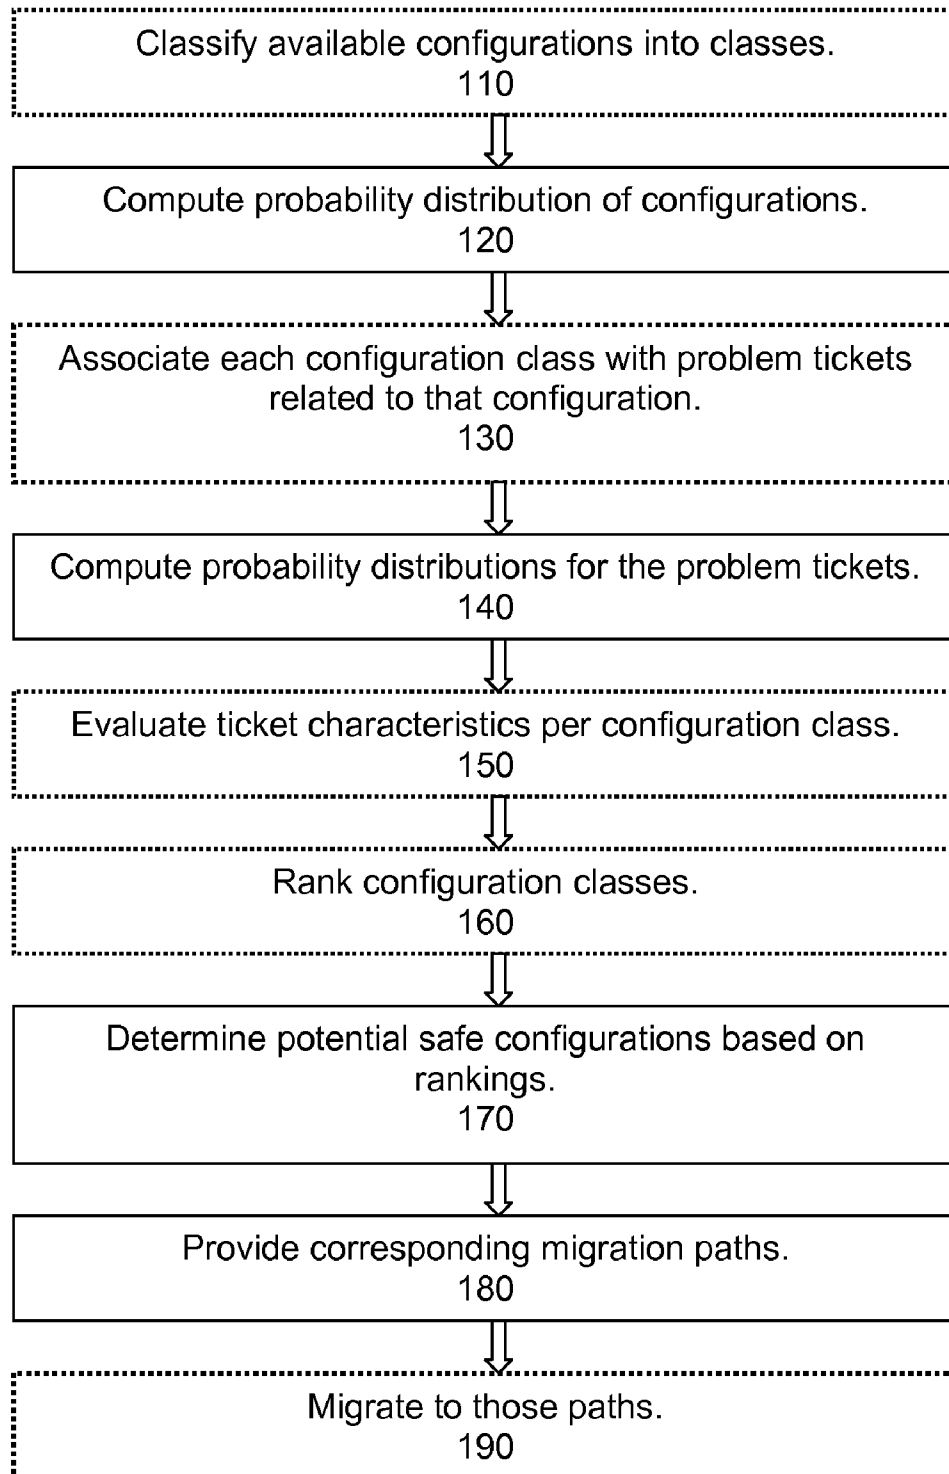 Classify available configurations into classes.
110
Compute probability distribution of configurations.
120
Associate each configuration class with problem tickets
related to that configuration.
130
Compute probability distributions for the problem tickets.
140
Evaluate ticket characteristics per configuration class.
150
Rank configuration classes.
160
Determine potential safe configurations based on
rankings.
170
Provide corresponding migration paths.
180
Migrate to those paths.
190